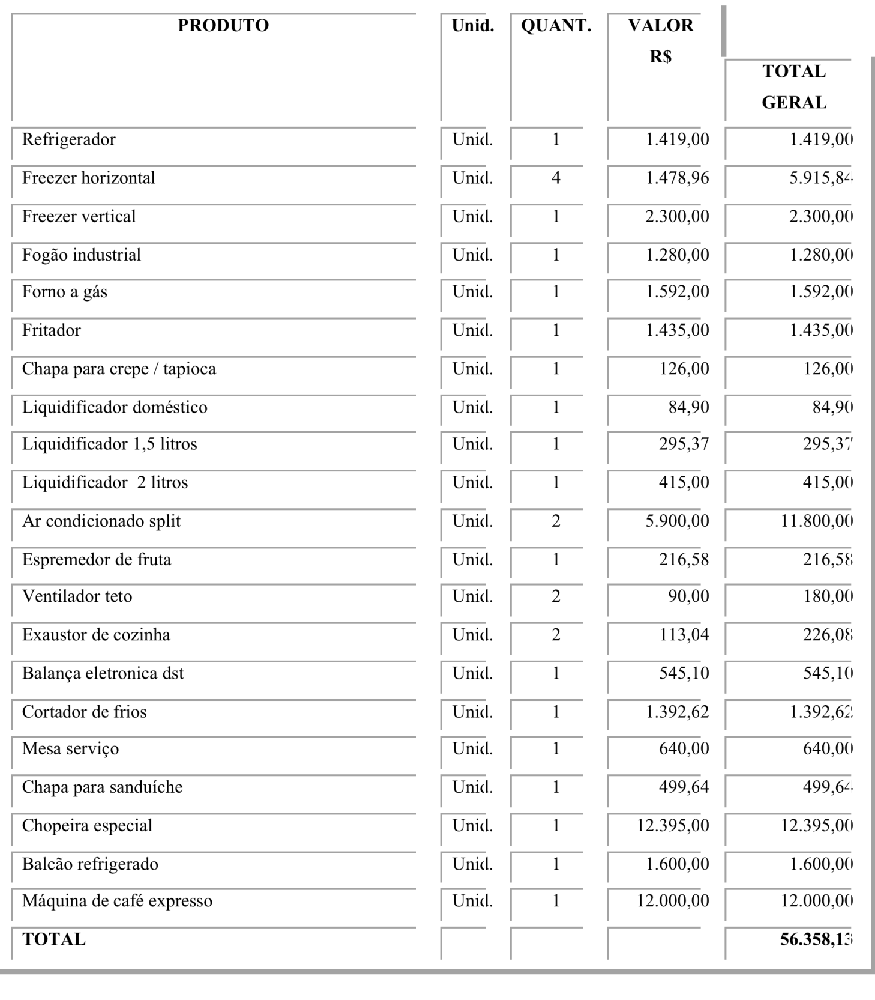 PRODUTO Unid. QUANT. VALOR
R$
TOTAL
GERAL
Refrigerador Unid. 1 1.419,00 1.419,00
Freezer horizontal Unid. 4 1.478,96 5.915,84
Freezer vertical Unid. 1 2.300,00 2.300,00
Fogão industrial Unid. 1 1.280,00 1.280,00
Forno a gás Unid. 1 1.592,00 1.592,00
Fritador Unid. 1 1.435,00 1.435,00
Chapa para crepe / tapioca Unid. 1 126,00 126,00
Liquidificador doméstico Unid. 1 84,90 84,90
Liquidificador 1,5 litros Unid. 1 295,37 295,37
Liquidificador 2 litros Unid. 1 415,00 415,00
Ar condicionado split Unid. 2 5.900,00 11.800,00
Espremedor de fruta Unid. 1 216,58 216,58
Ventilador teto Unid. 2 90,00 180,00
Exaustor de cozinha Unid. 2 113,04 226,08
Balança eletronica dst Unid. 1 545,10 545,10
Cortador de frios Unid. 1 1.392,62 1.392,62
Mesa serviço Unid. 1 640,00 640,00
Chapa para sanduíche Unid. 1 499,64 499,64
Chopeira especial Unid. 1 12.395,00 12.395,00
Balcão refrigerado Unid. 1 1.600,00 1.600,00
Máquina de café expresso Unid. 1 12.000,00 12.000,00
TOTAL 56.358,13